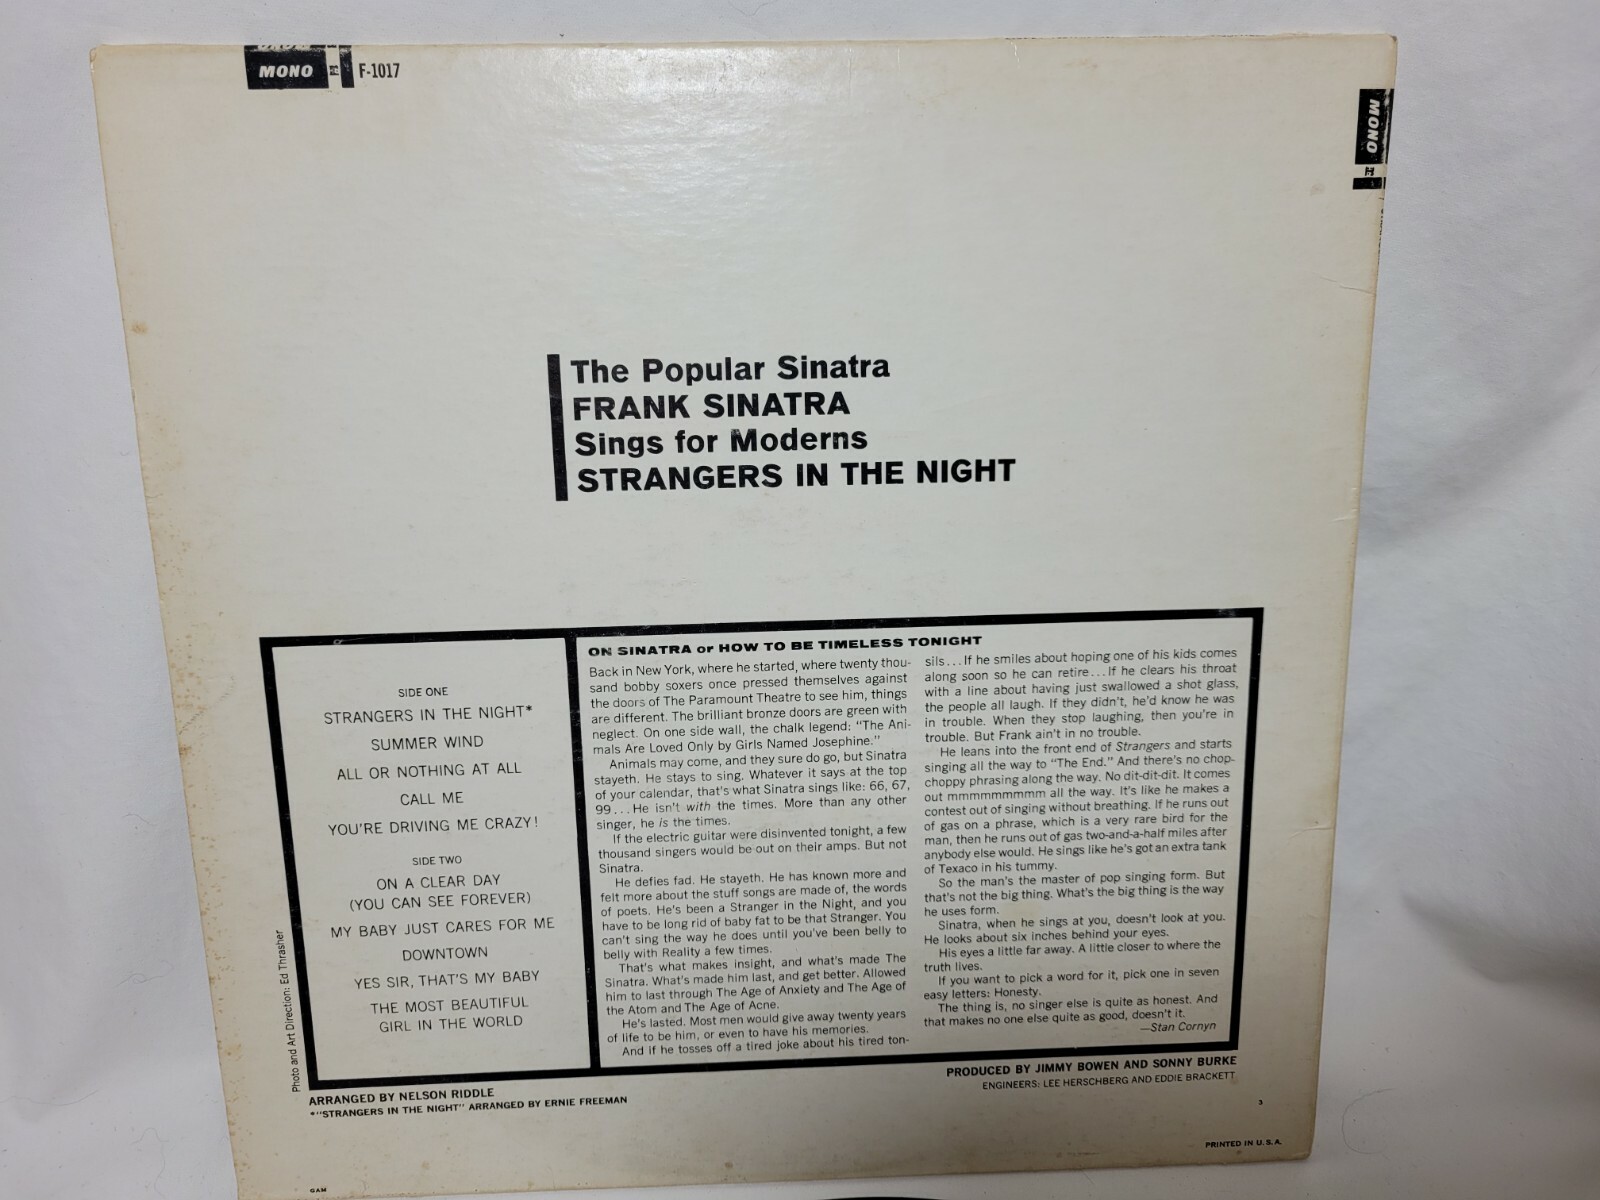 MONO
F-1017
MONO
The Popular Sinatra
FRANK SINATRA
Sings for Moderns
STRANGERS IN THE NIGHT
SIDE ONE
STRANGERS IN THE NIGHT*
SUMMER WIND
ALL OR NOTHING AT ALL
CALL ME
YOU'RE DRIVING ME CRAZY!
SIDE TWO
ON A CLEAR DAY
(YOU CAN SEE FOREVER)
MY BABY JUST CARES FOR ME
DOWNTOWN
YES SIR, THAT'S MY BABY
THE MOST BEAUTIFUL
GIRL IN THE WORLD
Photo and Art Direction: Ed Thrasher
ON SINATRA or HOW TO BE TIMELESS TONIGHT
Back in New York, where he started, where twenty thou-
sand bobby soxers once pressed themselves against
the doors of The Paramount Theatre to see him, things
are different. The brilliant bronze doors are green with
neglect. On one side wall, the chalk legend: "The Ani-
mals Are Loved Only by Girls Named Josephine."
Animals may come, and they sure do go, but Sinatra
stayeth. He stays to sing. Whatever it says at the top
of your calendar, that's what Sinatra sings like: 66, 67,
99...He isn't with the times. More than any other
singer, he is the times.
If the electric guitar were disinvented tonight, a few
thousand singers would be out on their amps. But not
Sinatra.
He defies fad. He stayeth. He has known more and
felt more about the stuff songs are made of, the words
of poets. He's been a Stranger in the Night, and you
have to be long rid of baby fat to be that Stranger. You
can't sing the way he does until you've been belly to
belly with Reality a few times.
That's what makes insight, and what's made The
Sinatra. What's made him last, and get better. Allowed
him to last through The Age of Anxiety and The Age of
the Atom and The Age of Acne.
He's lasted. Most men would give away twenty years
of life to be him, or even to have his memories.
And if he tosses off a tired joke about his tired ton-
sils...If he smiles about hoping one of his kids comes
along soon so he can retire...If he clears his throat
with a line about having just swallowed a shot glass,
the people all laugh. If they didn't, he'd know he was
in trouble. When they stop laughing, then you're in
trouble. But Frank ain't in no trouble.
He leans into the front end of Strangers and starts
singing all the way to "The End." And there's no chop-
choppy phrasing along the way. No dit-dit-dit. It comes
out mmmmmmmmm all the way. It's like he makes a
contest out of singing without breathing. If he runs out
of gas on a phrase, which is a very rare bird for the
man, then he runs out of gas two-and-a-half miles after
anybody else would. He sings like he's got an extra tank
of Texaco in his tummy.
So the man's the master of pop singing form. But
that's not the big thing. What's the big thing is the way
he uses form.
Sinatra, when he sings at you, doesn't look at you.
He looks about six inches behind your eyes.
His eyes a little far away. A little closer to where the
truth lives.
If you want to pick a word for it, pick one in seven
easy letters: Honesty.
The thing is, no singer else is quite as honest. And
that makes no one else quite as good, doesn't it.
—Stan Cornyn
ARRANGED BY NELSON RIDDLE
*"STRANGERS IN THE NIGHT" ARRANGED BY ERNIE FREEMAN
PRODUCED BY JIMMY BOWEN AND SONNY BURKE
ENGINEERS: LEE HERSCHBERG AND EDDIE BRACKETT
3
PRINTED IN U.S.A.
GAM